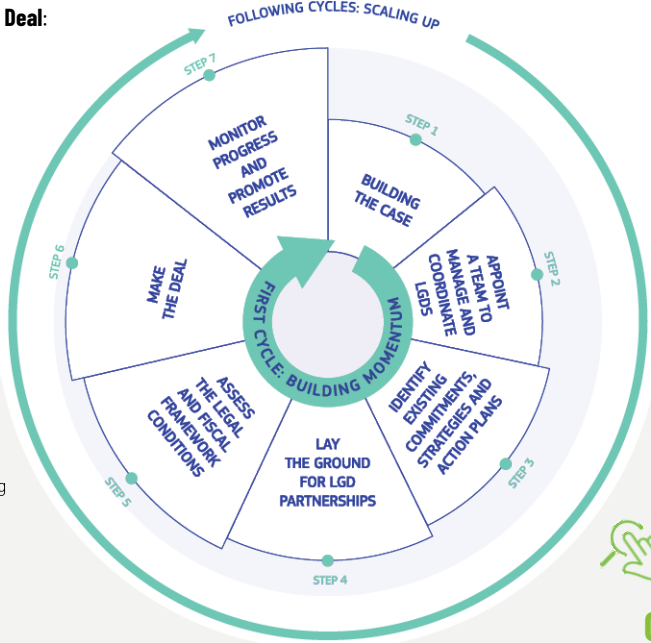 Deal:
FOLLOWING CYCLES: SCALING UP
STEP 1
BUILDING
THE CASE
STEP 2
APPOINT
A TEAM TO
MANAGE AND
COORDINATE
LGDS
STEP 3
IDENTIFY
EXISTING
COMMITMENTS,
STRATEGIES AND
ACTION PLANS
STEP 4
LAY
THE GROUND
FOR LGD
PARTNERSHIPS
STEP 5
ASSESS
THE LEGAL
AND FISCAL
FRAMEWORK
CONDITIONS
STEP 6
MAKE
THE DEAL
STEP 7
MONITOR
PROGRESS
AND
PROMOTE
RESULTS
FIRST CYCLE: BUILDING MOMENTUM
g